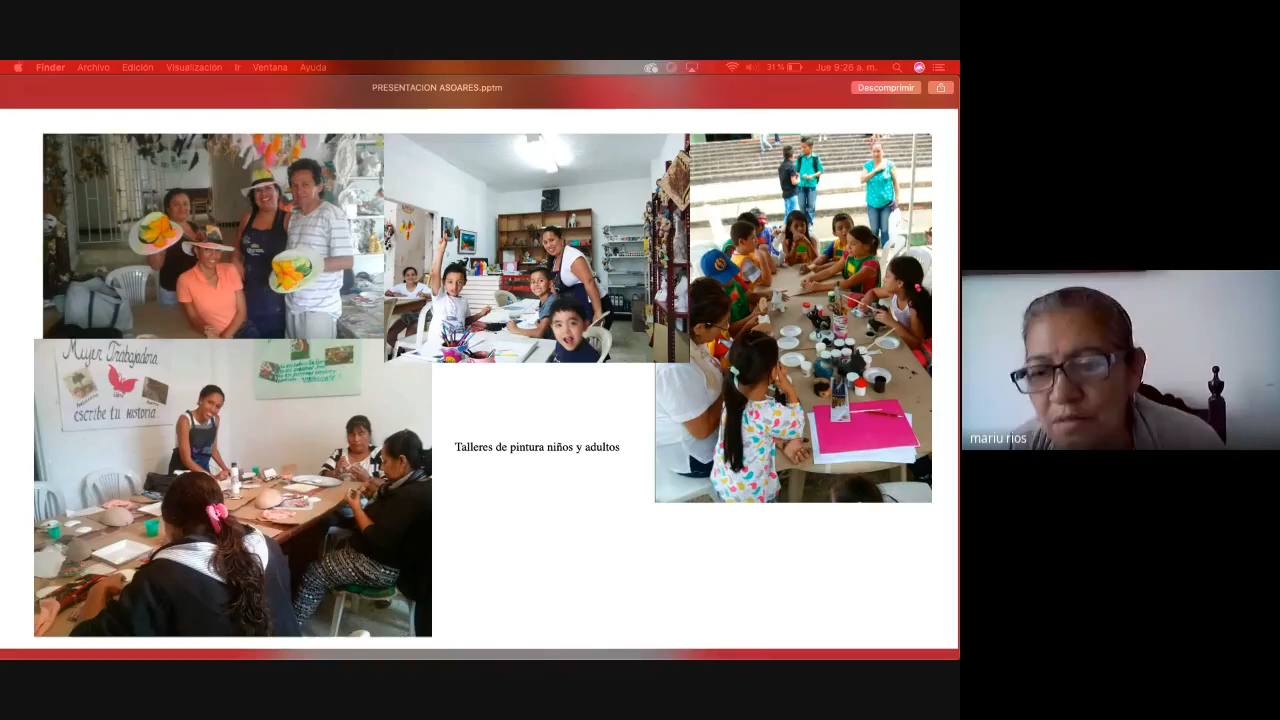 Finder Archivo Edición Visualización Ir Ventana Ayuda 31 % Jue 9:26 a. m.
PRESENTACION ASOARES.pptm
Descomprimir
Mujer Trabajadora
escribe tu Historia
Talleres de pintura niños y adultos
mariu rios